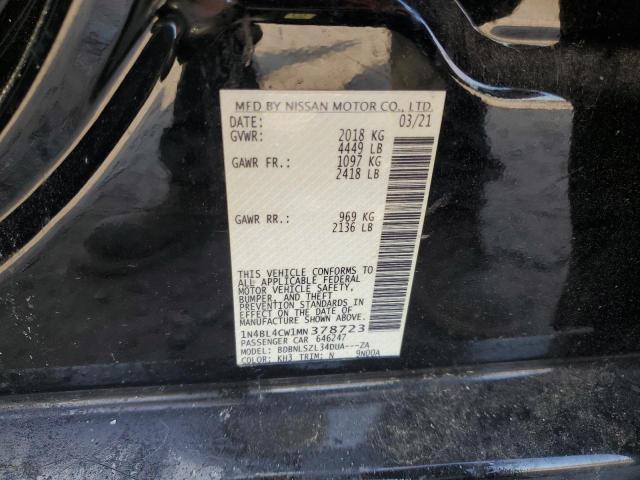 MFD BY NISSAN MOTOR CO., LTD.
DATE: 03/21
GVWR: 2018 KG
4449 LB
GAWR FR: 1097 KG
2418 LB
GAWR RR: 969 KG
2136 LB
THIS VEHICLE CONFORMS TO
ALL APPLICABLE FEDERAL
MOTOR VEHICLE SAFETY,
BUMPER, AND THEFT
PREVENTION STANDARDS IN
EFFECT ON THE DATE OF
MANUFACTURE SHOWN ABOVE.
1N4BL4CW1MN378723
PASSENGER CAR 646247
MODEL: BDBNLSZL34DUA---ZA
COLOR: KH3 TRIM: N 9N00A